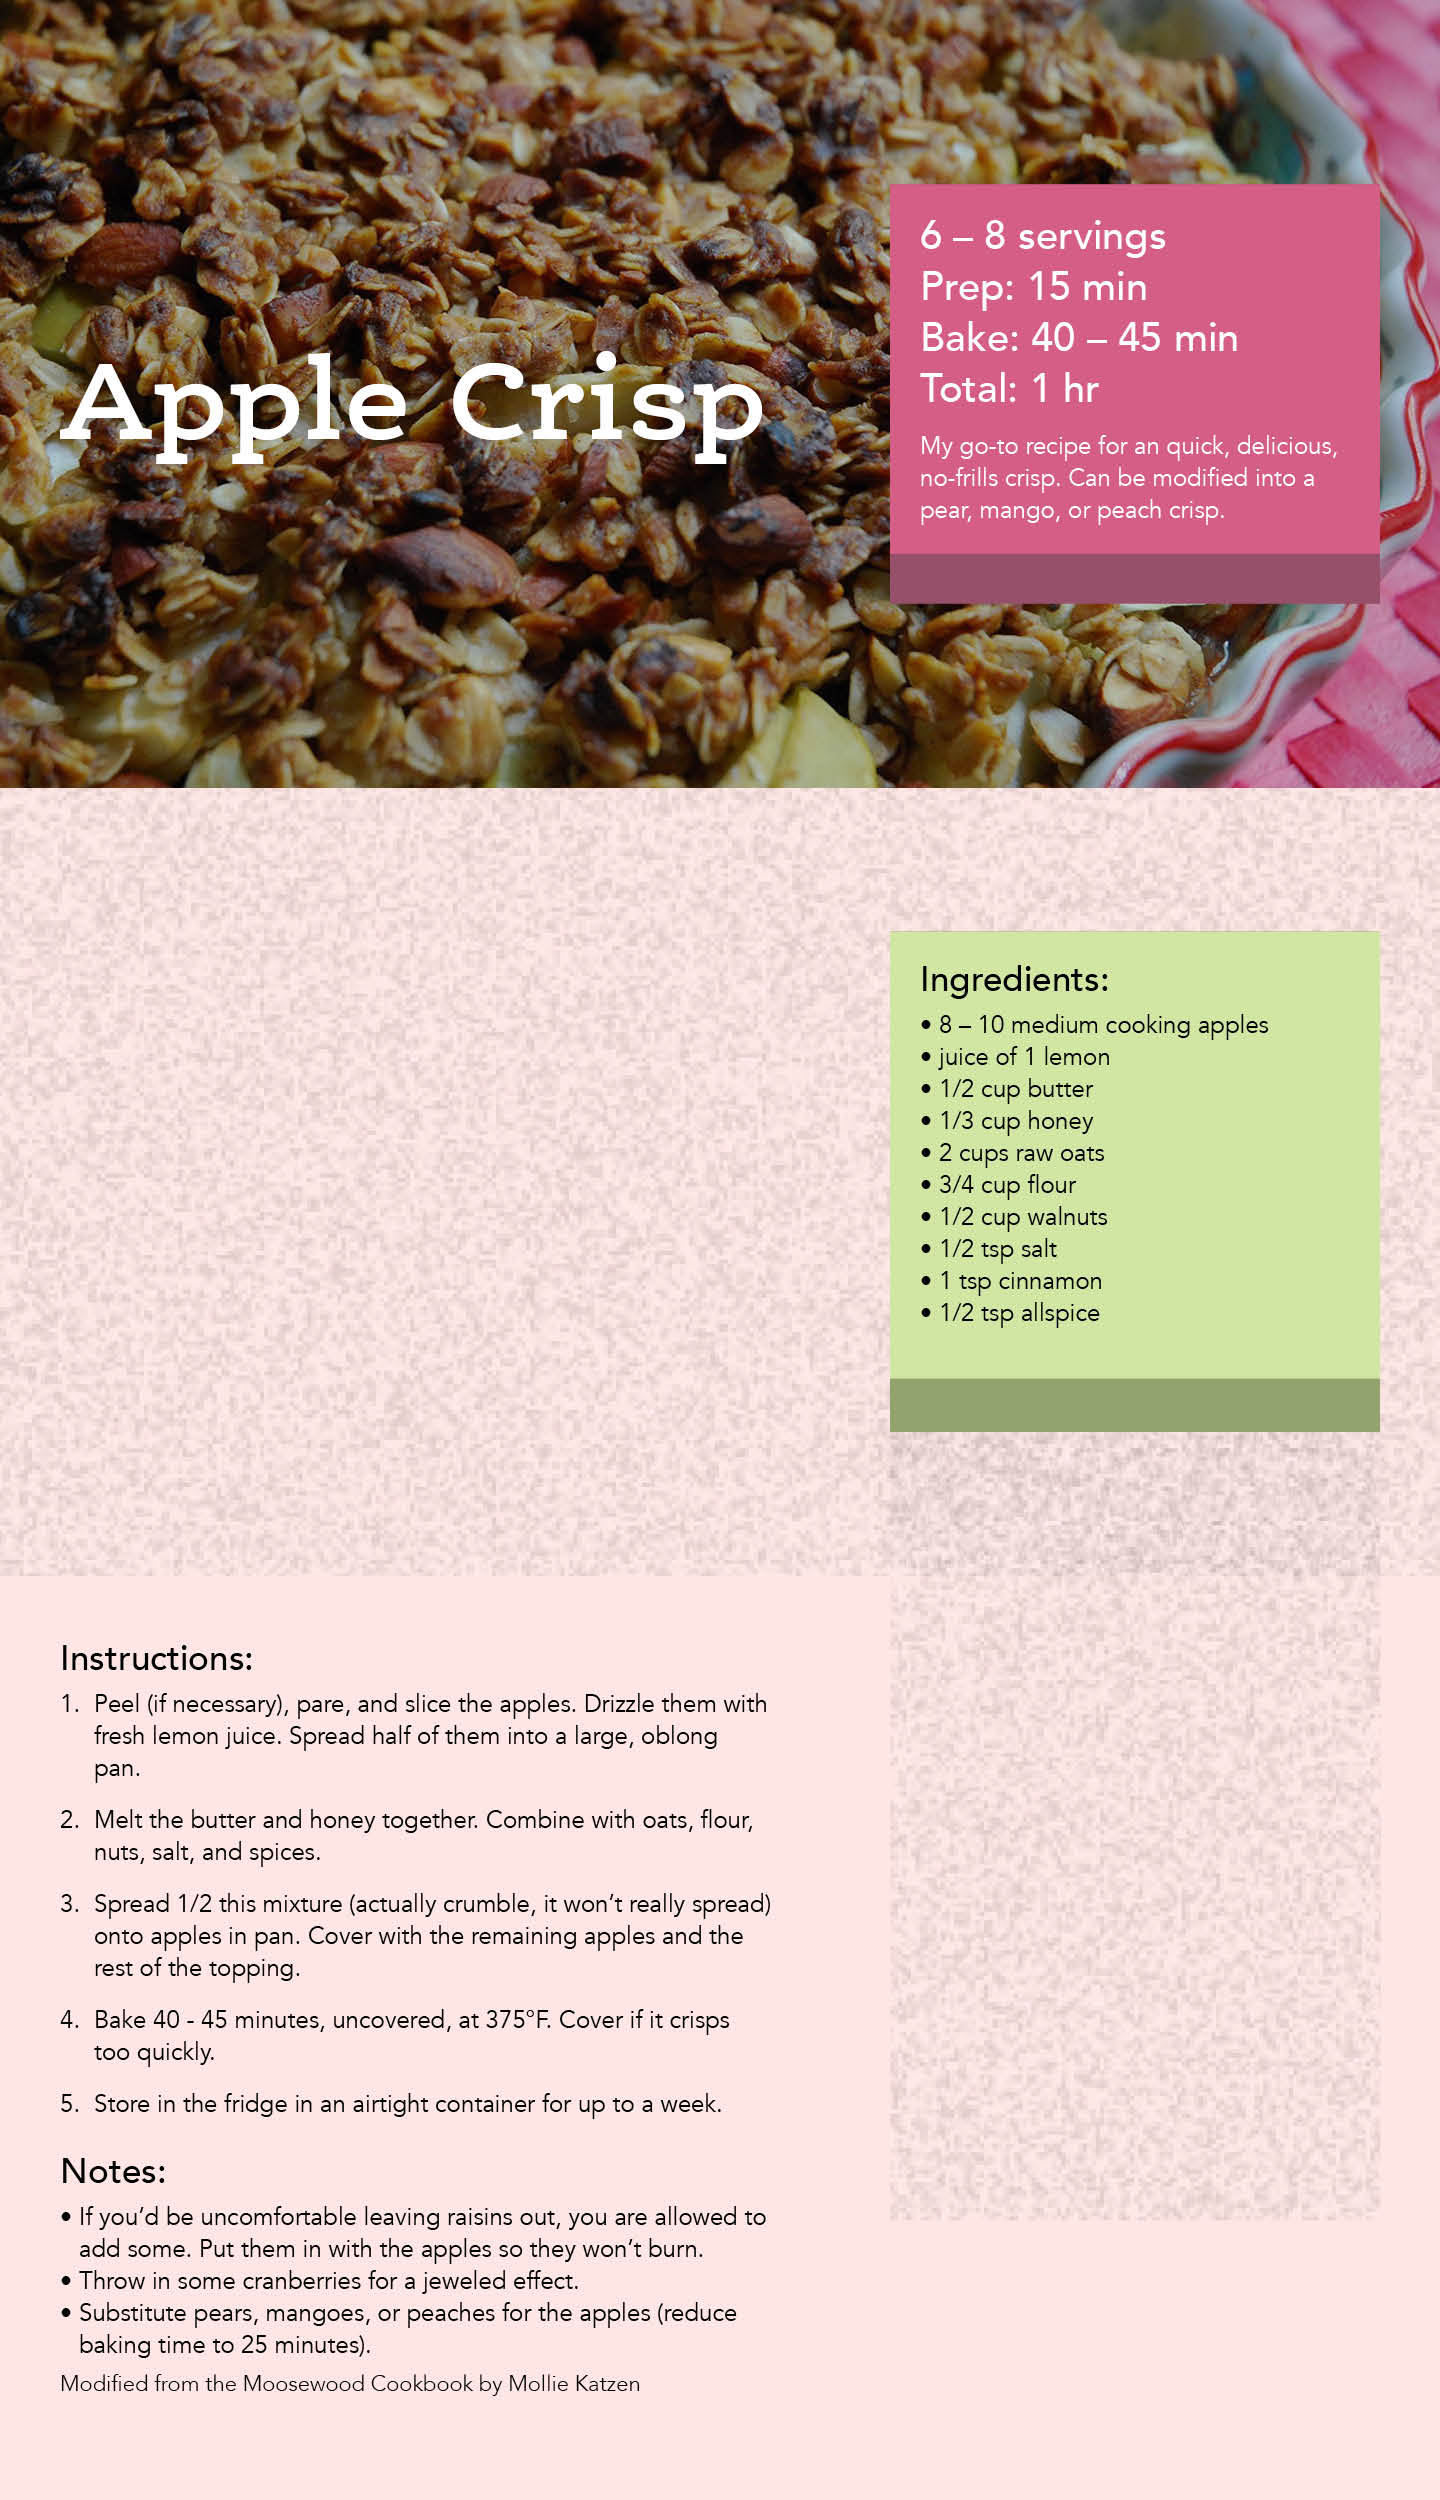 Apple Crisp
6 – 8 servings
Prep: 15 min
Bake: 40 – 45 min
Total: 1 hr
My go-to recipe for an quick, delicious,
no-frills crisp. Can be modified into a
pear, mango, or peach crisp.
Ingredients:
• 8 – 10 medium cooking apples
• juice of 1 lemon
• 1/2 cup butter
• 1/3 cup honey
• 2 cups raw oats
• 3/4 cup flour
• 1/2 cup walnuts
• 1/2 tsp salt
• 1 tsp cinnamon
• 1/2 tsp allspice
Instructions:
1. Peel (if necessary), pare, and slice the apples. Drizzle them with
fresh lemon juice. Spread half of them into a large, oblong
pan.
2. Melt the butter and honey together. Combine with oats, flour,
nuts, salt, and spices.
3. Spread 1/2 this mixture (actually crumble, it won’t really spread)
onto apples in pan. Cover with the remaining apples and the
rest of the topping.
4. Bake 40 - 45 minutes, uncovered, at 375°F. Cover if it crisps
too quickly.
5. Store in the fridge in an airtight container for up to a week.
Notes:
• If you’d be uncomfortable leaving raisins out, you are allowed to
add some. Put them in with the apples so they won’t burn.
• Throw in some cranberries for a jeweled effect.
• Substitute pears, mangoes, or peaches for the apples (reduce
baking time to 25 minutes).
Modified from the Moosewood Cookbook by Mollie Katzen